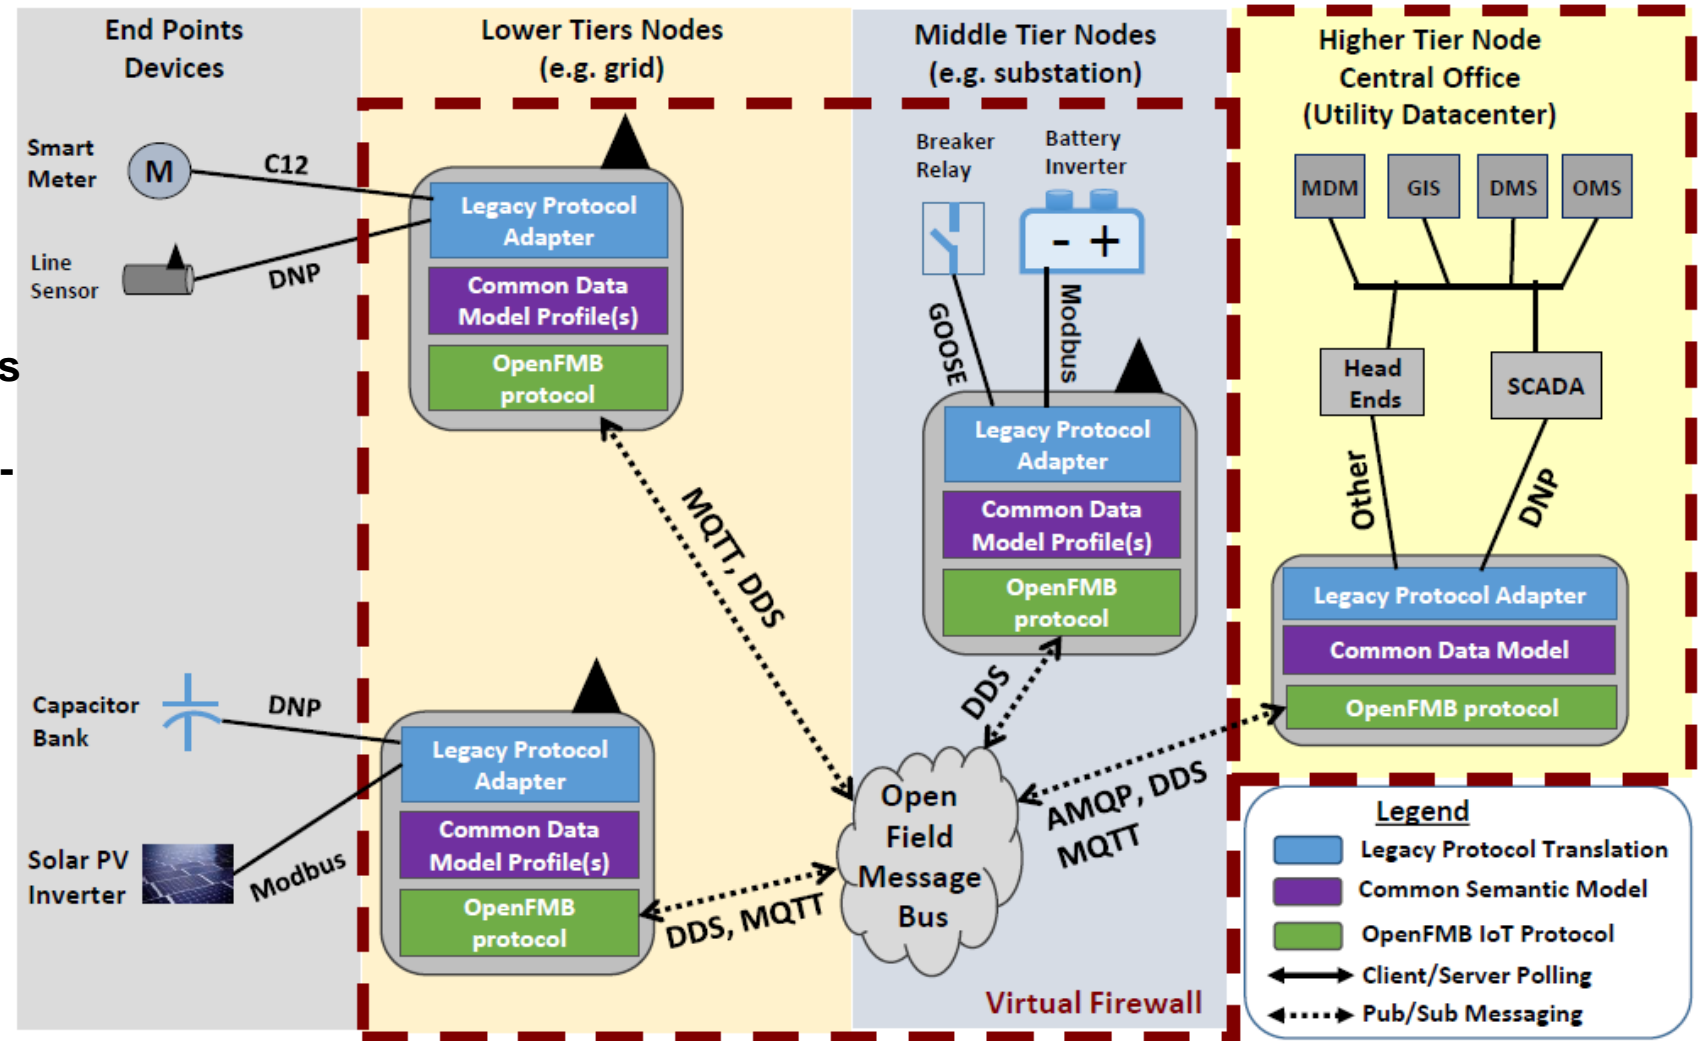 End Points
Devices
Lower Tiers Nodes
(e.g. grid)
Middle Tier Nodes
(e.g. substation)
Higher Tier Node
Central Office
(Utility Datacenter)
Smart
Meter
M
C12
Line
Sensor
DNP
Legacy Protocol
Adapter
Common Data
Model Profile(s)
OpenFMB
protocol
s
-
Capacitor
Bank
DNP
Solar PV
Inverter
Modbus
Legacy Protocol
Adapter
Common Data
Model Profile(s)
OpenFMB
protocol
MQTT, DDS
DDS, MQTT
Breaker
Relay
Battery
Inverter
- +
GOOSE
Modbus
Legacy Protocol
Adapter
Common Data
Model Profile(s)
OpenFMB
protocol
DDS
Open
Field
Message
Bus
AMQP, DDS
MQTT
Virtual Firewall
MDM
GIS
DMS
OMS
Head
Ends
SCADA
Other
DNP
Legacy Protocol Adapter
Common Data Model
OpenFMB protocol
Legend
Legacy Protocol Translation
Common Semantic Model
OpenFMB IoT Protocol
Client/Server Polling
Pub/Sub Messaging